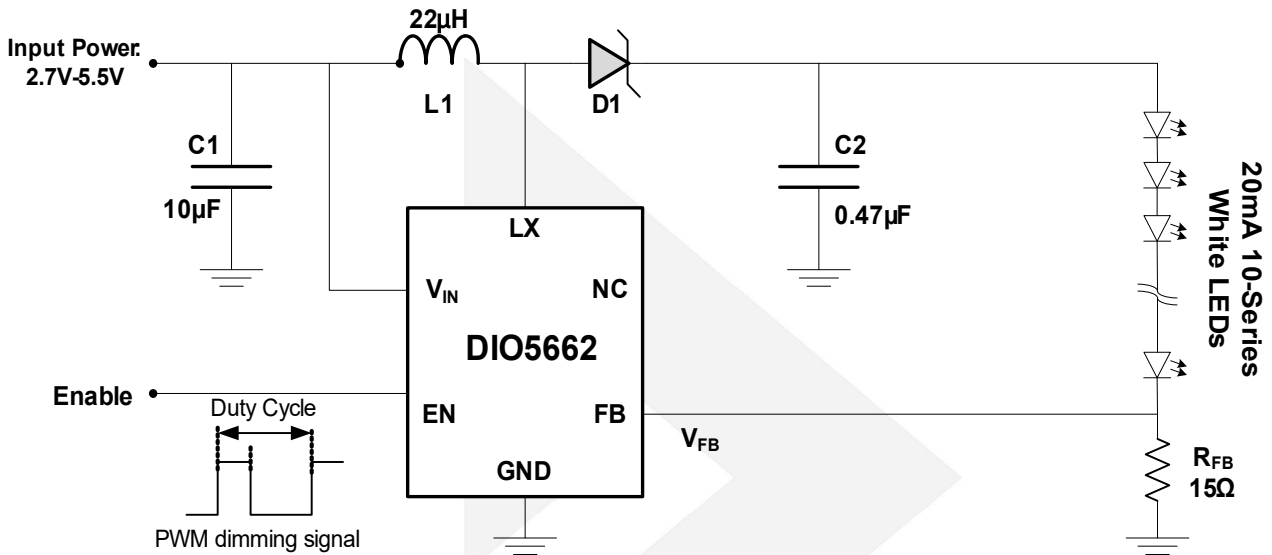 22µH
Input Power:
2.7V-5.5V
L1
D1
C1
10µF
C2
0.47µF
20mA 10-Series
White LEDs
LX
VIN
NC
DIO5662
Enable
EN
FB
VFB
GND
Duty Cycle
PWM dimming signal
RFB
15Ω